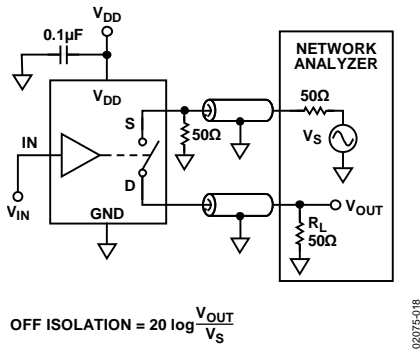 VDD
0.1µF
NETWORK
ANALYZER
VDD
50Ω
S
50Ω
VS
IN
D
VOUT
VIN
GND
RL
50Ω
OFF ISOLATION = 20 log VOUT/VS
02075-018